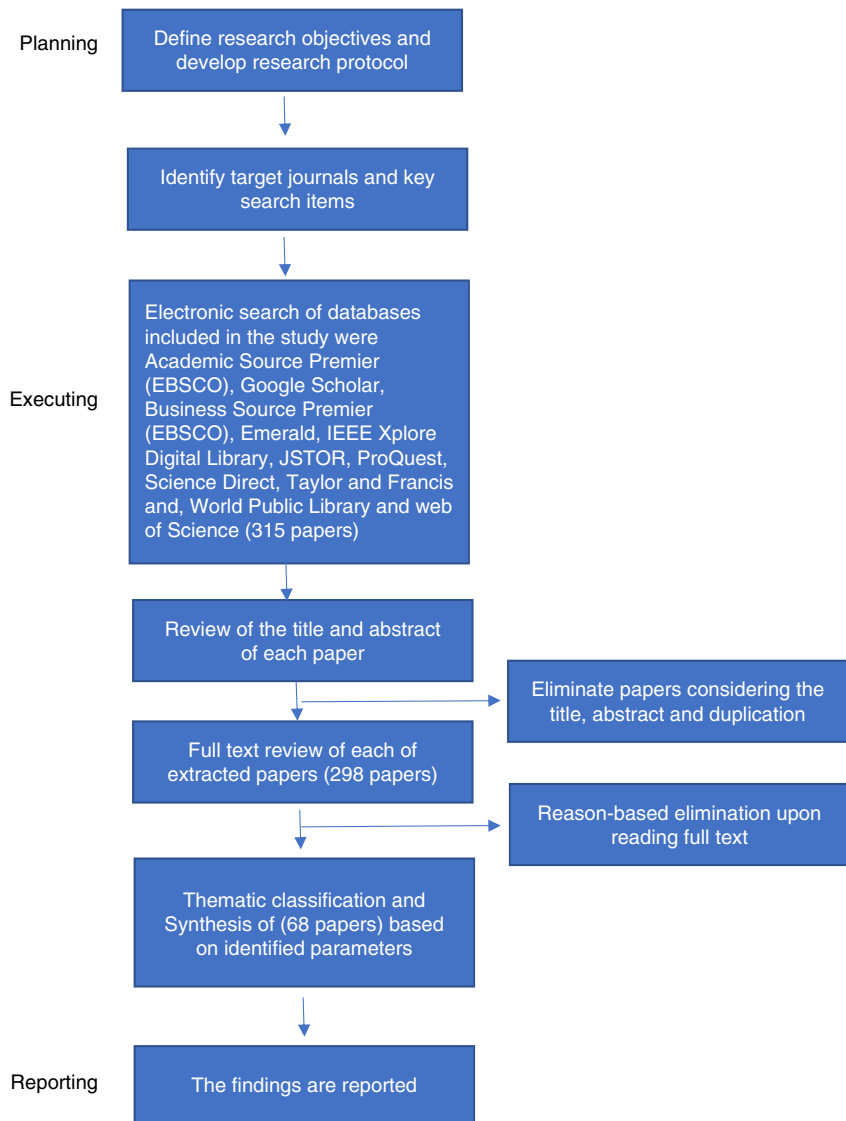 Planning
Define research objectives and
develop research protocol
Identify target journals and key
search items
Executing
Electronic search of databases
included in the study were
Academic Source Premier
(EBSCO), Google Scholar,
Business Source Premier
(EBSCO), Emerald, IEEE Xplore
Digital Library, JSTOR, ProQuest,
Science Direct, Taylor and Francis
and, World Public Library and web
of Science (315 papers)
Review of the title and abstract
of each paper
Eliminate papers considering the
title, abstract and duplication
Full text review of each of
extracted papers (298 papers)
Reason-based elimination upon
reading full text
Thematic classification and
Synthesis of (68 papers) based
on identified parameters
Reporting
The findings are reported